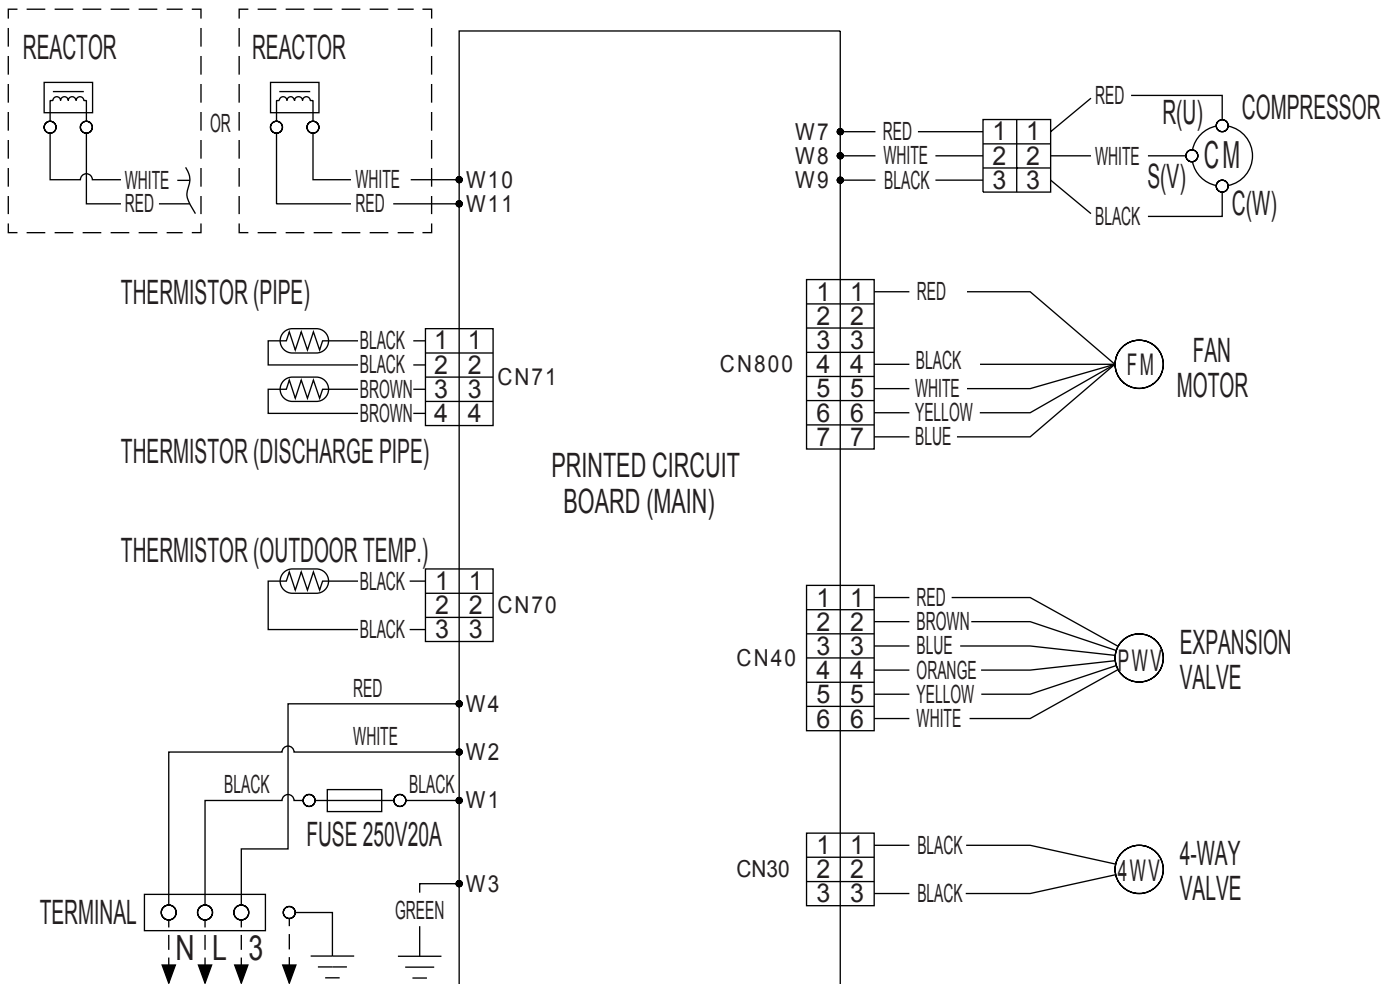 REACTOR
OR
REACTOR
WHITE
RED
WHITE
RED
W10
W11
THERMISTOR (PIPE)
BLACK 1 1
BLACK 2 2
BROWN 3 3
BROWN 4 4
CN71
THERMISTOR (DISCHARGE PIPE)
THERMISTOR (OUTDOOR TEMP.)
BLACK 1 1
2 2
BLACK 3 3
CN70
RED W4
WHITE W2
BLACK BLACK W1
FUSE 250V20A
W3
GREEN
TERMINAL
N L 3
PRINTED CIRCUIT
BOARD (MAIN)
W7 RED 1 1 RED
W8 WHITE 2 2 WHITE
W9 BLACK 3 3 BLACK
R(U)
S(V)
C(W)
CM
COMPRESSOR
CN800
1 1 RED
2 2
3 3
4 4 BLACK
5 5 WHITE
6 6 YELLOW
7 7 BLUE
FM
FAN
MOTOR
CN40
1 1 RED
2 2 BROWN
3 3 BLUE
4 4 ORANGE
5 5 YELLOW
6 6 WHITE
PWV
EXPANSION
VALVE
CN30
1 1 BLACK
2 2
3 3 BLACK
4WV
4-WAY
VALVE